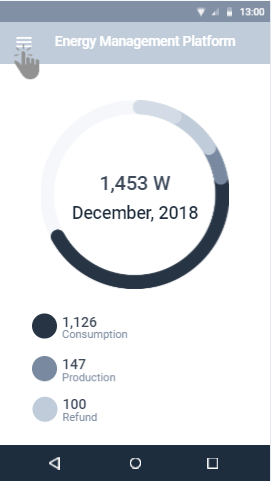 13:00
Energy Management Platform
1,453 W
December, 2018
1,126
Consumption
147
Production
100
Refund